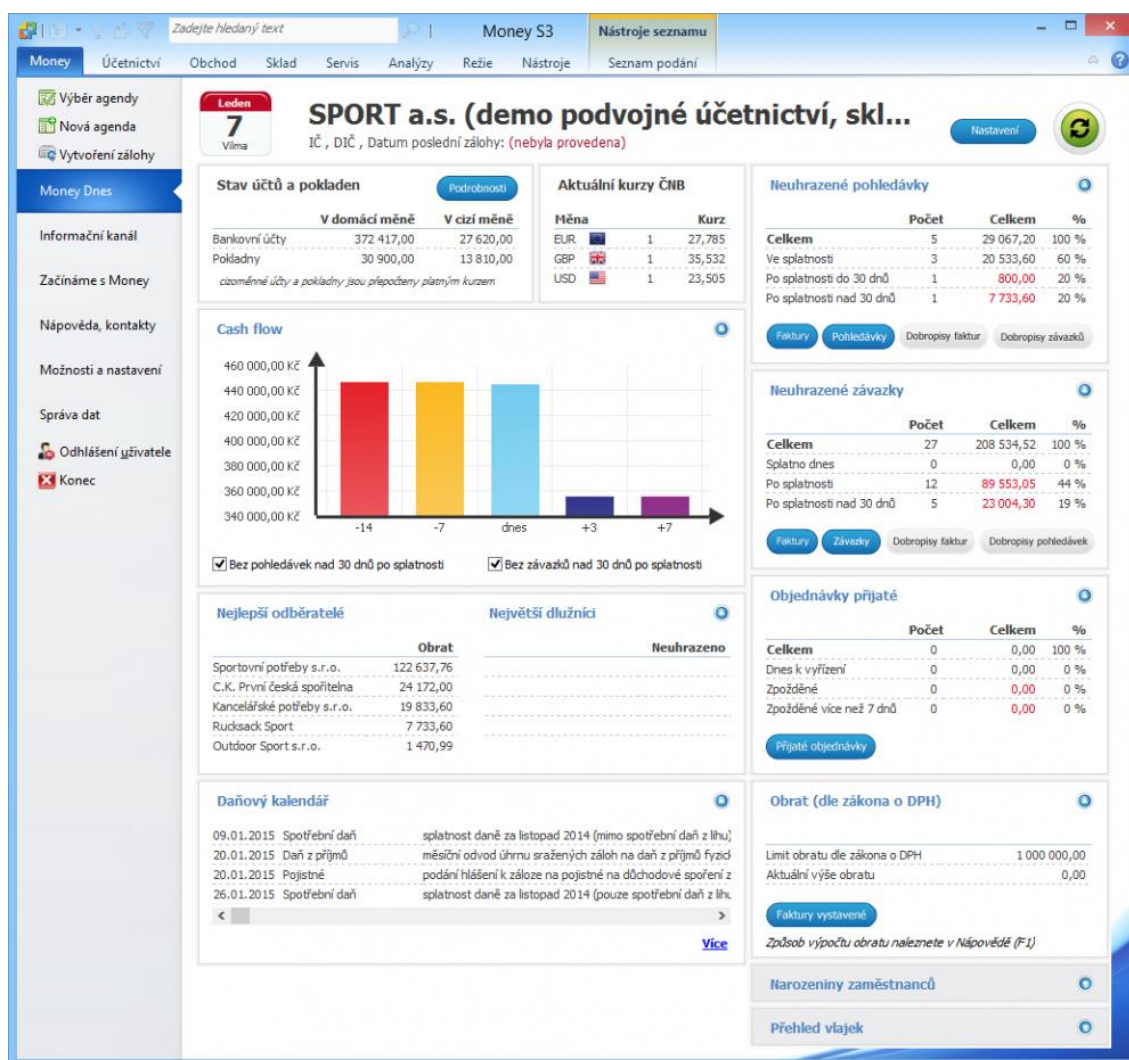 Zadejte hledaný text
Money S3
Nástroje seznamu
Money Účetnictví Obchod Sklad Servis Analýzy Režie Nástroje Seznam podání
Výběr agendy
Nová agenda
Vytvoření zálohy
Money Dnes
Informační kanál
Začínáme s Money
Nápověda, kontakty
Možnosti a nastavení
Správa dat
Odhlášení uživatele
Konec
Leden
7
Vilma
SPORT a.s. (demo podvojné účetnictví, skl...
IČ , DIČ , Datum poslední zálohy: (nebyla provedena)
Nastavení
Stav účtů a pokladen
Podrobnosti
V domácí měně V cizí měně
Bankovní účty 372 417,00 27 620,00
Pokladny 30 900,00 13 810,00
cizoměnné účty a pokladny jsou přepočteny platným kurzem
Aktuální kurzy ČNB
Měna Kurz
EUR 1 27,785
GBP 1 35,532
USD 1 23,505
Cash flow
460 000,00 Kč
440 000,00 Kč
420 000,00 Kč
400 000,00 Kč
380 000,00 Kč
360 000,00 Kč
340 000,00 Kč
-14 -7 dnes +3 +7
Bez pohledávek nad 30 dnů po splatnosti Bez závazků nad 30 dnů po splatnosti
Nejlepší odběratelé
Obrat
Sportovní potřeby s.r.o. 122 637,76
C.K. První česká spořitelna 24 172,00
Kancelářské potřeby s.r.o. 19 833,60
Rucksack Sport 7 733,60
Outdoor Sport s.r.o. 1 470,99
Největší dlužníci
Neuhrazeno
Daňový kalendář
09.01.2015 Spotřební daň splatnost daně za listopad 2014 (mimo spotřební daň z lihu)
20.01.2015 Daň z příjmů měsíční odvod úhrnu sražených záloh na daň z příjmů fyzick
20.01.2015 Pojistné podání hlášení k záloze na pojistné na důchodové spoření z
26.01.2015 Spotřební daň splatnost daně za listopad 2014 (pouze spotřební daň z lihu
Více
Neuhrazené pohledávky
Počet Celkem %
Celkem 5 29 067,20 100 %
Ve splatnosti 3 20 533,60 60 %
Po splatnosti do 30 dnů 1 800,00 20 %
Po splatnosti nad 30 dnů 1 7 733,60 20 %
Faktury Pohledávky Dobropisy faktur Dobropisy závazků
Neuhrazené závazky
Počet Celkem %
Celkem 27 208 534,52 100 %
Splatno dnes 0 0,00 0 %
Po splatnosti 12 89 553,05 44 %
Po splatnosti nad 30 dnů 5 23 004,30 19 %
Faktury Závazky Dobropisy faktur Dobropisy pohledávek
Objednávky přijaté
Počet Celkem %
Celkem 0 0,00 100 %
Dnes k vyřízení 0 0,00 0 %
Zpožděné 0 0,00 0 %
Zpožděné více než 7 dnů 0 0,00 0 %
Přijaté objednávky
Obrat (dle zákona o DPH)
Limit obratu dle zákona o DPH 1 000 000,00
Aktuální výše obratu 0,00
Faktury vystavené
Způsob výpočtu obratu naleznete v Nápovědě (F1)
Narozeniny zaměstnanců
Přehled vlajek